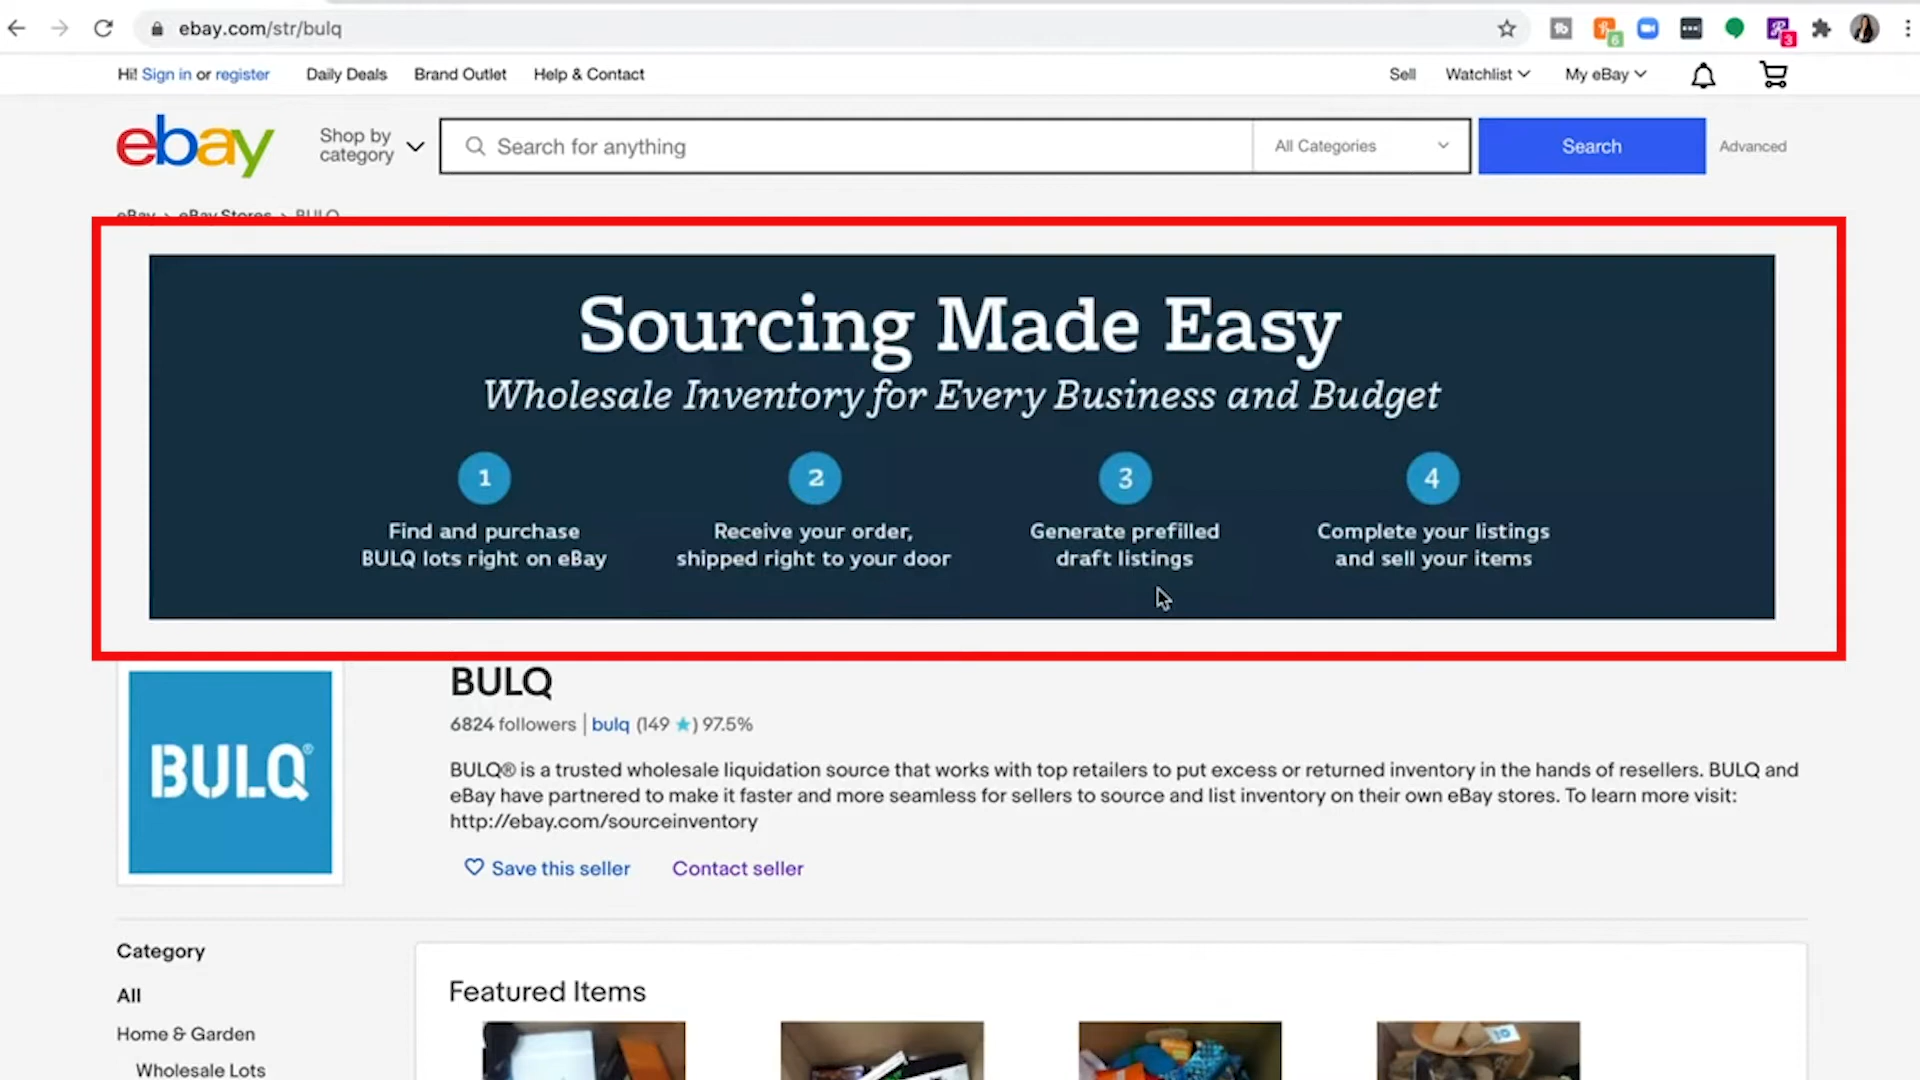 ebay.com/str/bulq
6
3
Hi! Sign in or register
Daily Deals
Brand Outlet
Help & Contact
Sell
Watchlist
My eBay
ebay
Shop by
category
Search for anything
All Categories
Search
Advanced
eBay > eBay Stores > BULQ
Sourcing Made Easy
Wholesale Inventory for Every Business and Budget
1
Find and purchase
BULQ lots right on eBay
2
Receive your order,
shipped right to your door
3
Generate prefilled
draft listings
4
Complete your listings
and sell your items
BULQ®
BULQ
6824 followers | bulq (149 ★) 97.5%
BULQ® is a trusted wholesale liquidation source that works with top retailers to put excess or returned inventory in the hands of resellers. BULQ and
eBay have partnered to make it faster and more seamless for sellers to source and list inventory on their own eBay stores. To learn more visit:
http://ebay.com/sourceinventory
Save this seller
Contact seller
Category
All
Home & Garden
Wholesale Lots
Featured Items